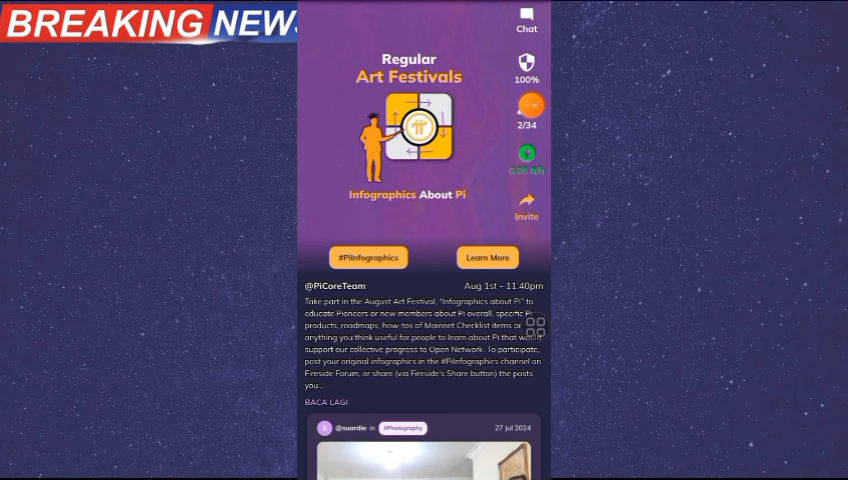 BREAKING NEWS
Chat
Regular
Art Festivals
100%
2/34
0.05 π/h
Infographics About Pi
Invite
#PiInfographics
Learn More
@PiCoreTeam
Aug 1st - 11.40pm
Take part in the August Art Festival, "Infographics about Pi" to
educate Pioneers or new members about Pi overall, specific Pi
products, roadmaps, how-tos of Mainnet Checklist items or
anything you think useful for people to learn about Pi that would
support our collective progress to Open Network. To participate,
post your original infographics in the #PiInfographics channel on
Fireside Forum, or share (via Fireside's Share button) the posts
you...
BACA LAGI
S @suardie in #Photography 27 Jul 2024